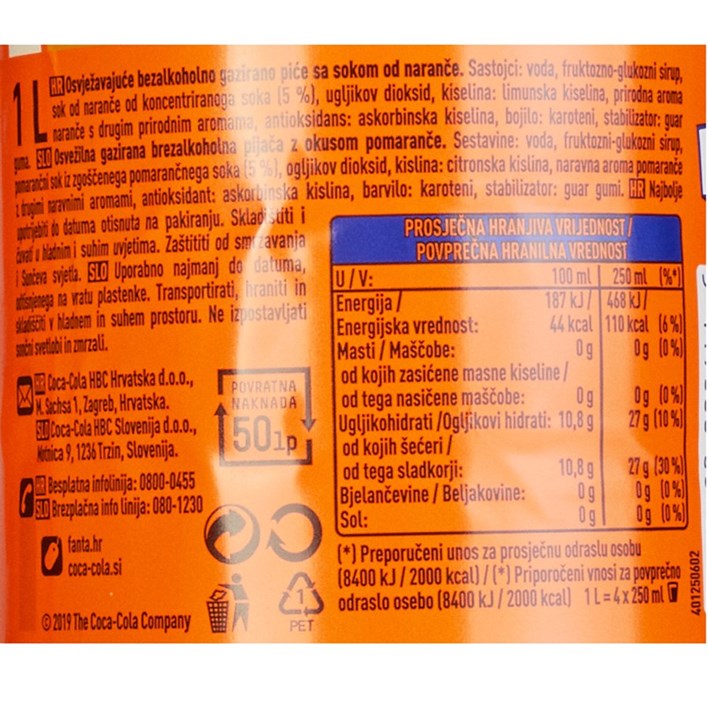 1 L
HR Osvježavajuće bezalkoholno gazirano piće sa sokom od naranče. Sastojci: voda, fruktozno-glukozni sirup,
sok od naranče od koncentriranoga soka (5 %), ugljikov dioksid, kiselina: limunska kiselina, prirodna aroma
naranče s drugim prirodnim aromama, antioksidans: askorbinska kiselina, bojilo: karoteni, stabilizator: guar
guma. SLO Osvežilna gazirana brezalkoholna pijača z okusom pomaranče. Sestavine: voda, fruktozni-glukozni sirup,
pomarančni sok iz zgoščenega pomarančnega soka (5 %), ogljikov dioksid, kislina: citronska kislina, naravna aroma pomaranče
z drugimi naravnimi aromami, antioksidant: askorbinska kislina, barvilo: karoteni, stabilizator: guar gumi. HR Najbolje
upotrijebiti do datuma otisnuta na pakiranju. Skladištiti i
čuvati u hladnim i suhim uvjetima. Zaštititi od smrzavanja
i Sunčeva svjetla. SLO Uporabno najmanj do datuma,
odtisnjenega na vratu plastenke. Transportirati, hraniti in
skladiščiti v hladnem in suhem prostoru. Ne izpostavljati
sončni svetlobi in zmrzali.
HR Coca-Cola HBC Hrvatska d.o.o.,
M. Sachsa 1, Zagreb, Hrvatska.
SLO Coca-Cola HBC Slovenija d.o.o.,
Motnica 9, 1236 Trzin, Slovenija.
HR Besplatna infolinija: 0800-0455
SLO Brezplačna info linija: 080-1230
fanta.hr
coca-cola.si
© 2019 The Coca-Cola Company
POVRATNA
NAKNADA
50lp
1
PET
PROSJEČNA HRANJIVA VRIJEDNOST /
POVPREČNA HRANILNA VREDNOST
U / V: 100 ml 250 ml (%*)
Energija / 187 kJ / 468 kJ /
Energijska vrednost: 44 kcal 110 kcal (6%)
Masti / Maščobe: 0 g 0 g (0%)
od kojih zasićene masne kiseline /
od tega nasičene maščobe: 0 g 0 g (0%)
Ugljikohidrati / Ogljikovi hidrati: 10,8 g 27 g (10%)
od kojih šećeri /
od tega sladkorji: 10,8 g 27 g (30%)
Bjelančevine / Beljakovine: 0 g 0 g (0%)
Sol: 0 g 0 g (0%)
(*) Preporučeni unos za prosječnu odraslu osobu
(8400 kJ / 2000 kcal) / (*) Priporočeni vnosi za povprečno
odraslo osebo (8400 kJ / 2000 kcal) 1 L = 4 x 250 ml
401250602